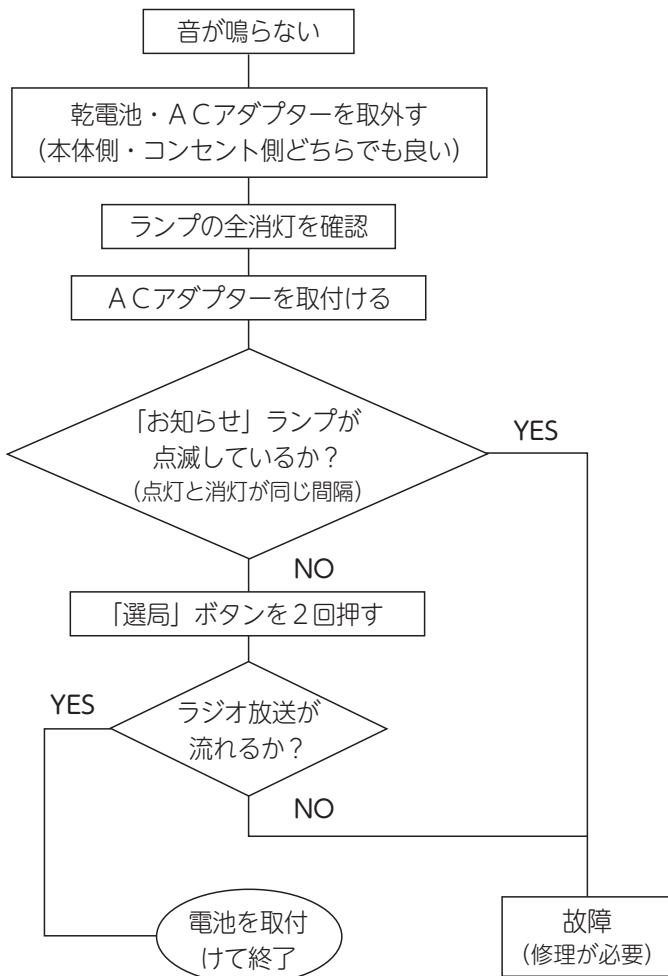 音が鳴らない
乾電池・ＡＣアダプターを取外す
（本体側・コンセント側どちらでも良い）
ランプの全消灯を確認
ＡＣアダプターを取付ける
「お知らせ」ランプが
点滅しているか？
（点灯と消灯が同じ間隔）
YES
NO
「選局」ボタンを２回押す
YES
ラジオ放送が
流れるか？
NO
電池を取付
けて終了
故障
（修理が必要）